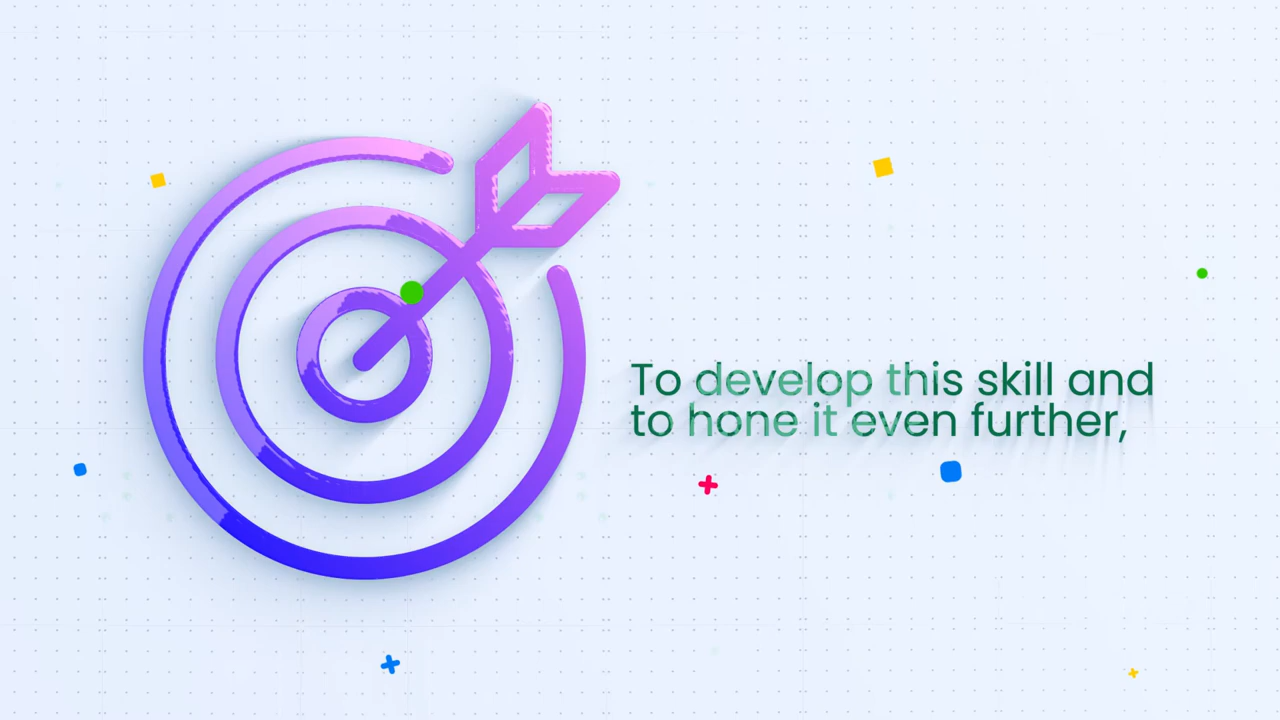 To develop this skill and
to hone it even further,